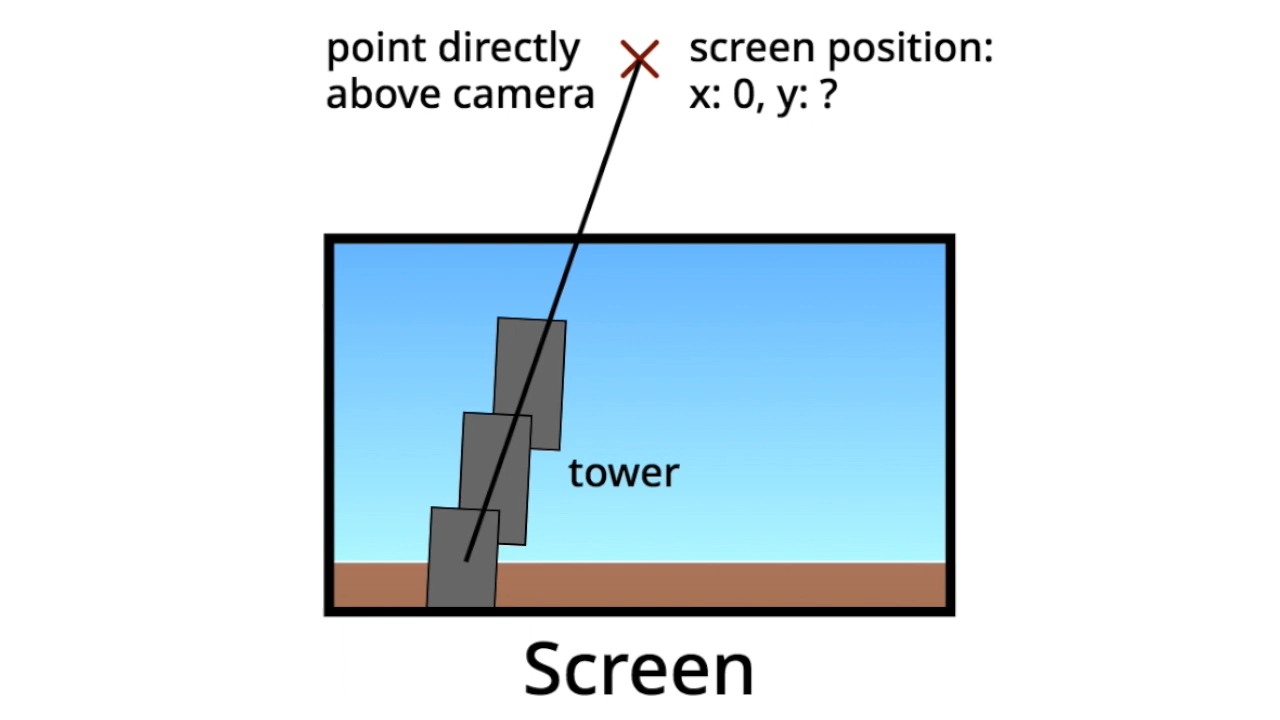 point directly
above camera
screen position:
x: 0, y: ?
tower
Screen